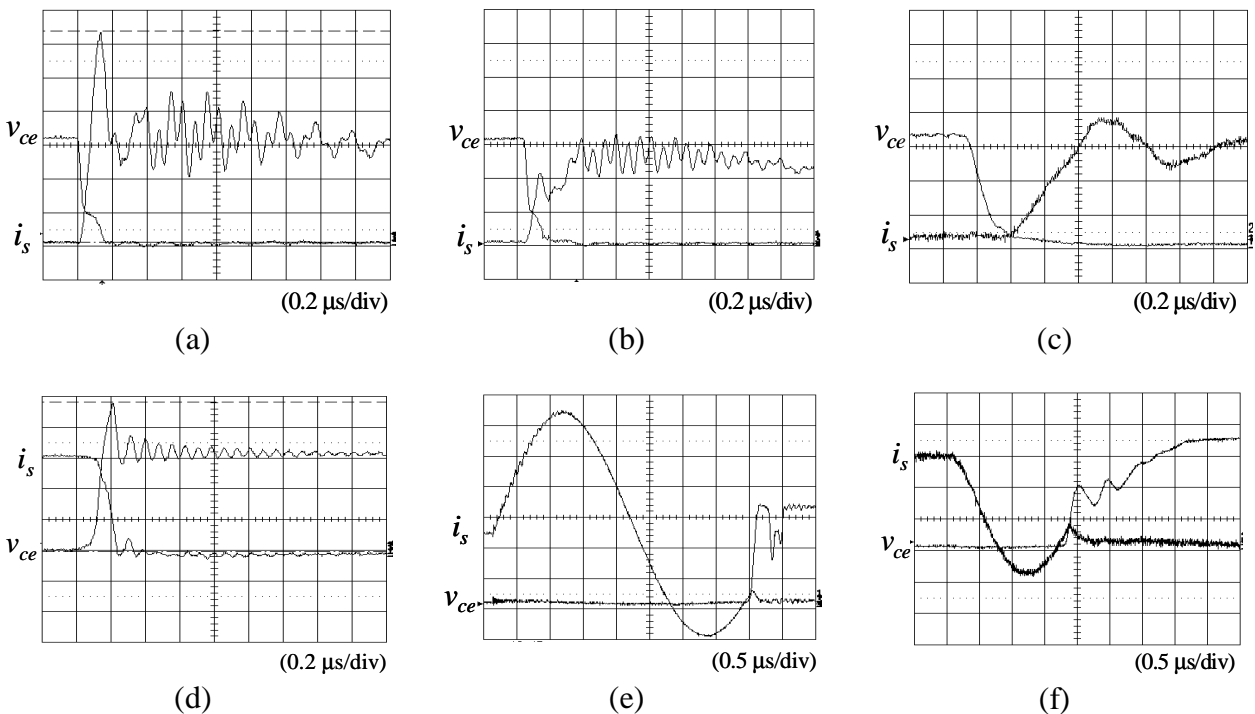 v_ce
i_s
(0.2 μs/div)
(a)
v_ce
i_s
(0.2 μs/div)
(b)
v_ce
i_s
(0.2 μs/div)
(c)
i_s
v_ce
(0.2 μs/div)
(d)
i_s
v_ce
(0.5 μs/div)
(e)
i_s
v_ce
(0.5 μs/div)
(f)